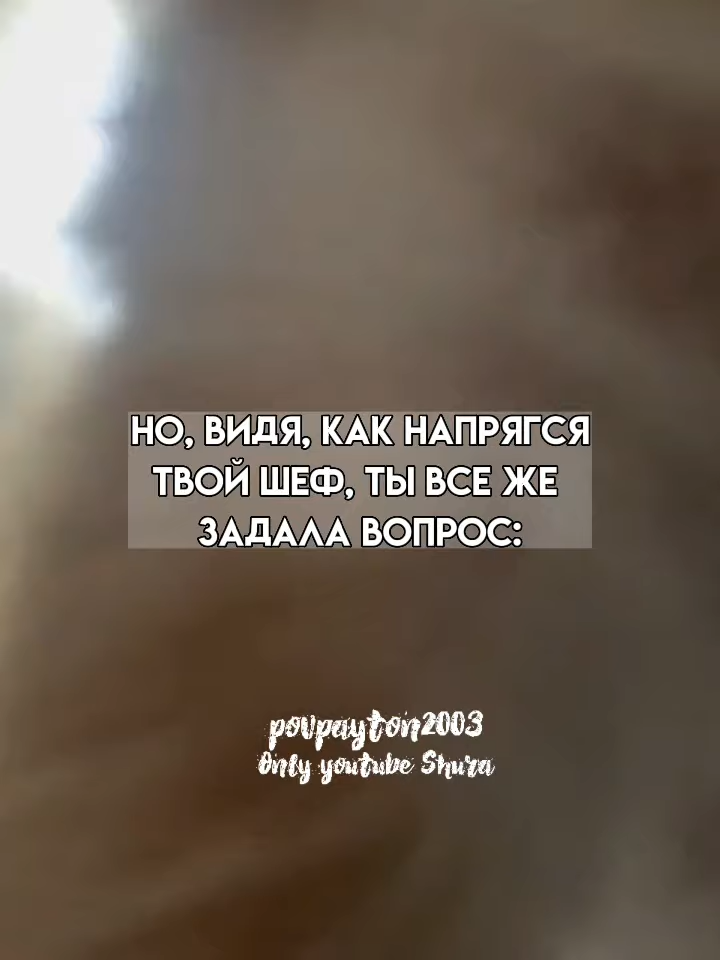 НО, ВИДЯ, КАК НАПРЯГСЯ
ТВОЙ ШЕФ, ТЫ ВСЕ ЖЕ
ЗАДАЛА ВОПРОС:
povpayton2003
Only youtube Shura